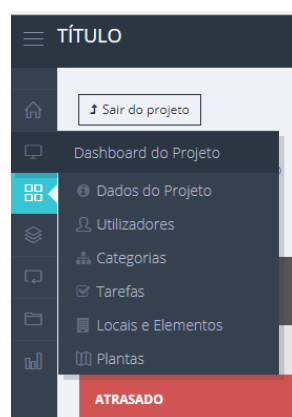 TÍTULO
Sair do projeto
Dashboard do Projeto
Dados do Projeto
Utilizadores
Categorias
Tarefas
Locais e Elementos
Plantas
ATRASADO